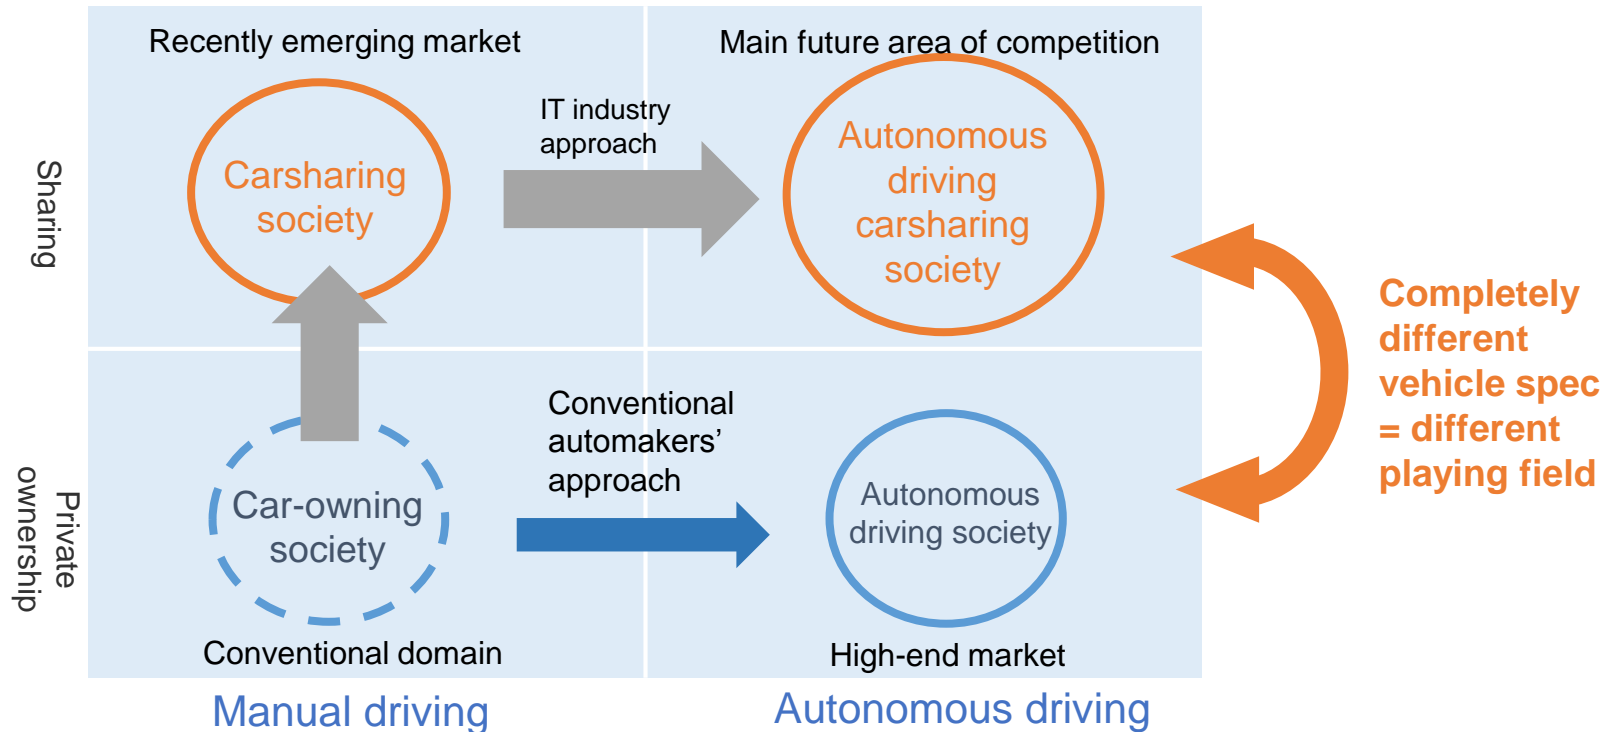 Recently emerging market
Main future area of competition
IT industry
approach
Carsharing
society
Autonomous
driving
carsharing
society
Sharing
Completely
different
vehicle spec
= different
playing field
Conventional
automakers’
approach
Car-owning
society
Autonomous
driving society
Private
ownership
Conventional domain
High-end market
Manual driving
Autonomous driving